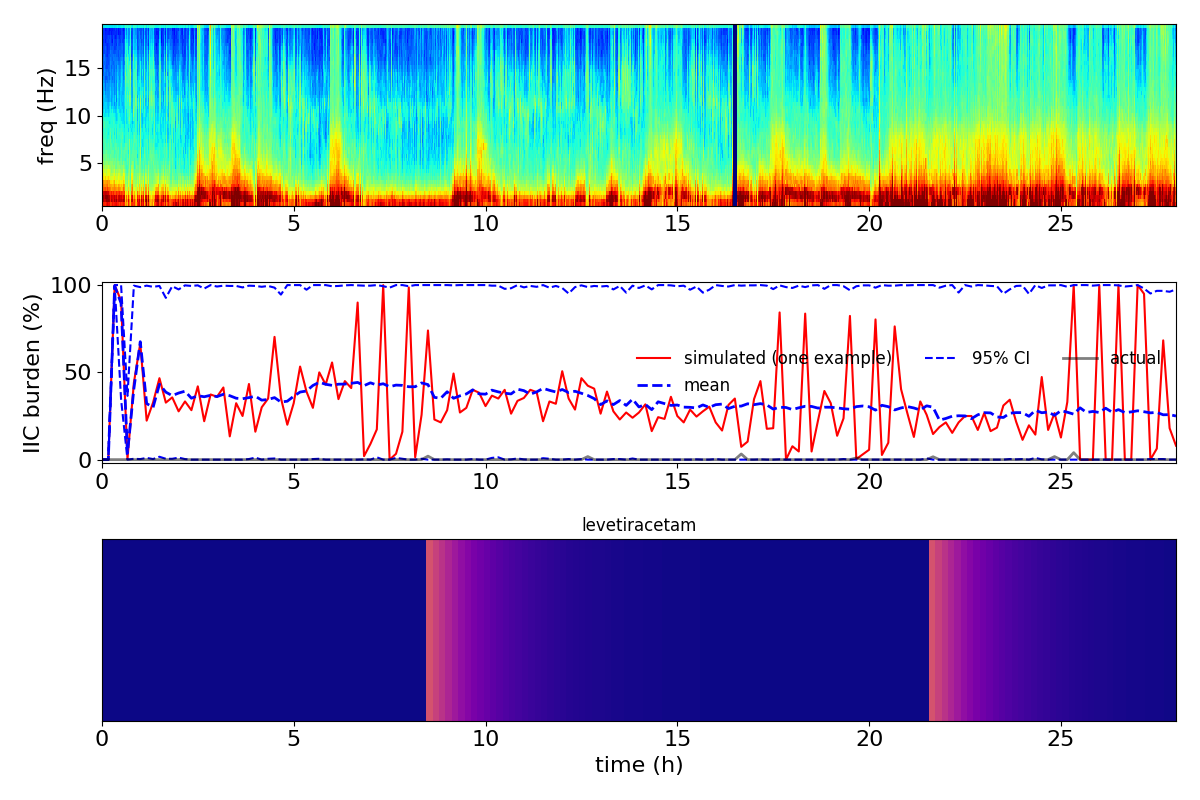 freq (Hz)
15
10
5
0 5 10 15 20 25
IIC burden (%)
100
50
0
simulated (one example) 95% CI actual
mean
0 5 10 15 20 25
levetiracetam
0 5 10 15 20 25
time (h)